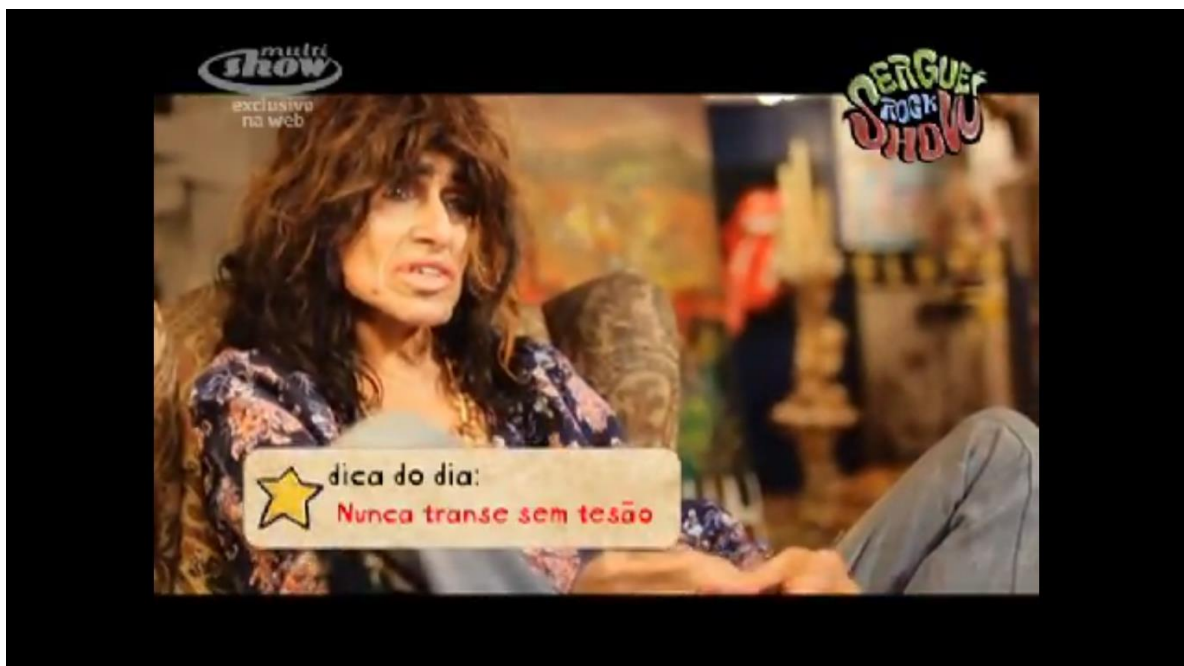 multi
show
exclusivo
na web
SERGUEI
ROCK
SHOW
dica do dia:
Nunca transe sem tesão